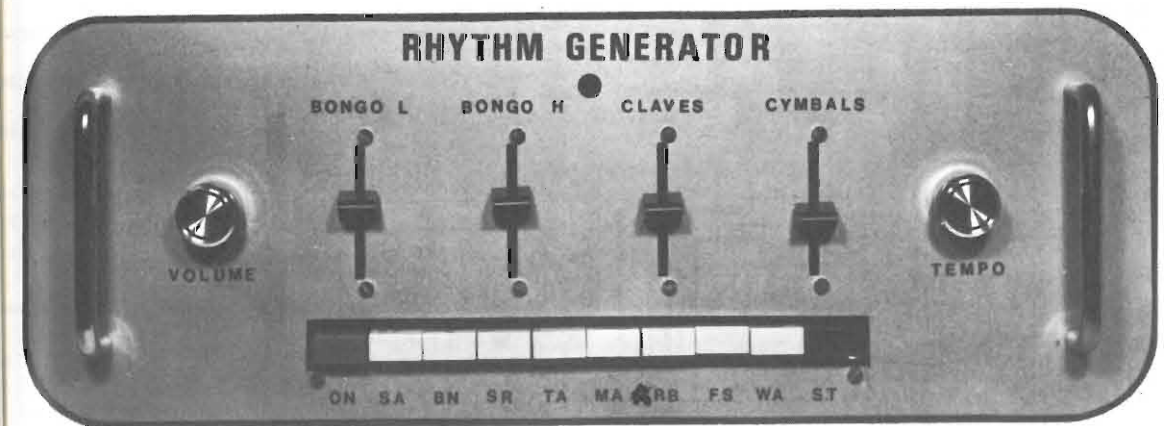 RHYTHM GENERATOR
BONGO L BONGO H CLAVES CYMBALS
VOLUME TEMPO
ON SA BN SR TA MA RB FS WA ST